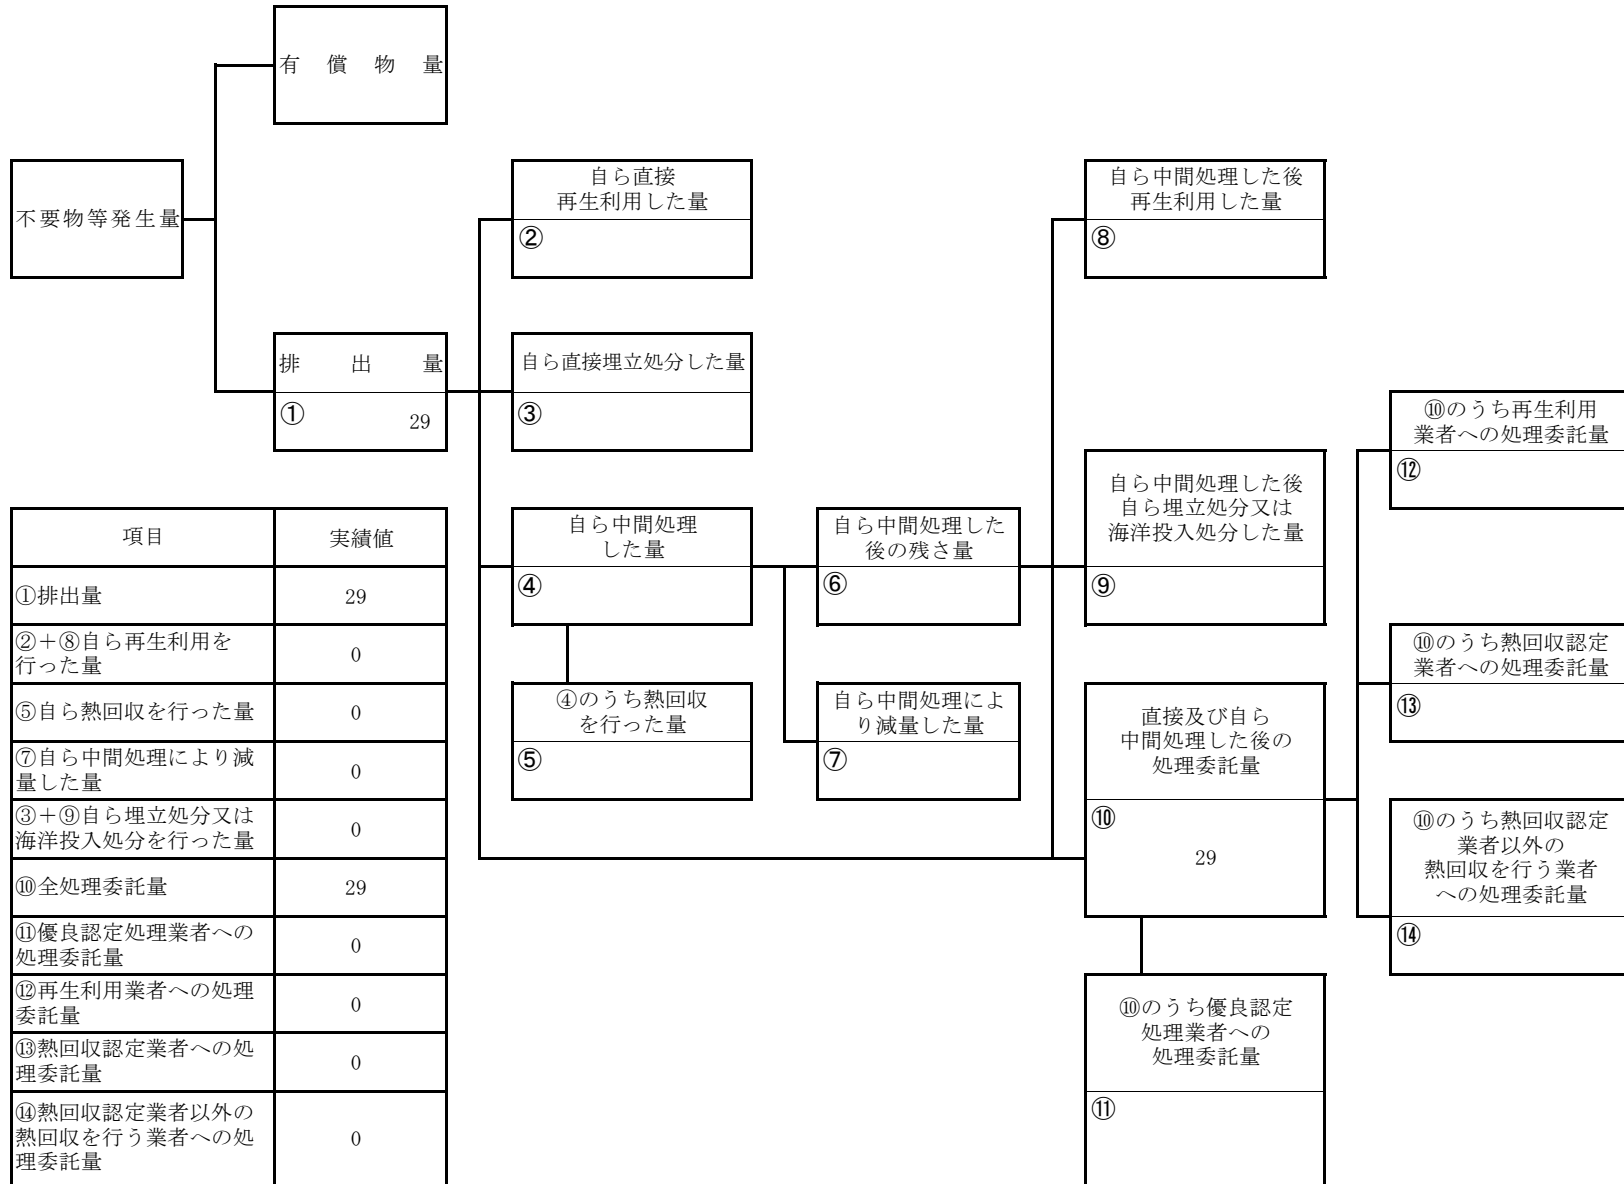 有償物量
不要物等発生量
自ら直接
再生利用した量
②
自ら中間処理した後
再生利用した量
⑧
排出量
① 29
自ら直接埋立処分した量
③
⑩のうち再生利用
業者への処理委託量
⑫
自ら中間処理
した量
④
自ら中間処理した
後の残さ量
⑥
自ら中間処理した後
自ら埋立処分又は
海洋投入処分した量
⑨
④のうち熱回収
を行った量
⑤
自ら中間処理によ
り減量した量
⑦
直接及び自ら
中間処理した後の
処理委託量
⑩
29
⑩のうち熱回収認定
業者への処理委託量
⑬
⑩のうち熱回収認定
業者以外の
熱回収を行う業者
への処理委託量
⑭
⑩のうち優良認定
処理業者への
処理委託量
⑪
項目 実績値
①排出量 29
②+⑧自ら再生利用を
行った量 0
⑤自ら熱回収を行った量 0
⑦自ら中間処理により減
量した量 0
③+⑨自ら埋立処分又は
海洋投入処分を行った量 0
⑩全処理委託量 29
⑪優良認定処理業者への
処理委託量 0
⑫再生利用業者への処理
委託量 0
⑬熱回収認定業者への処
理委託量 0
⑭熱回収認定業者以外の
熱回収を行う業者への処 0
理委託量